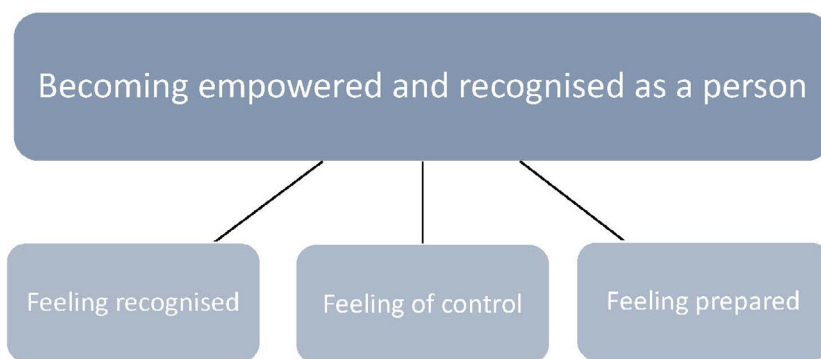 Becoming empowered and recognised as a person
Feeling recognised
Feeling of control
Feeling prepared